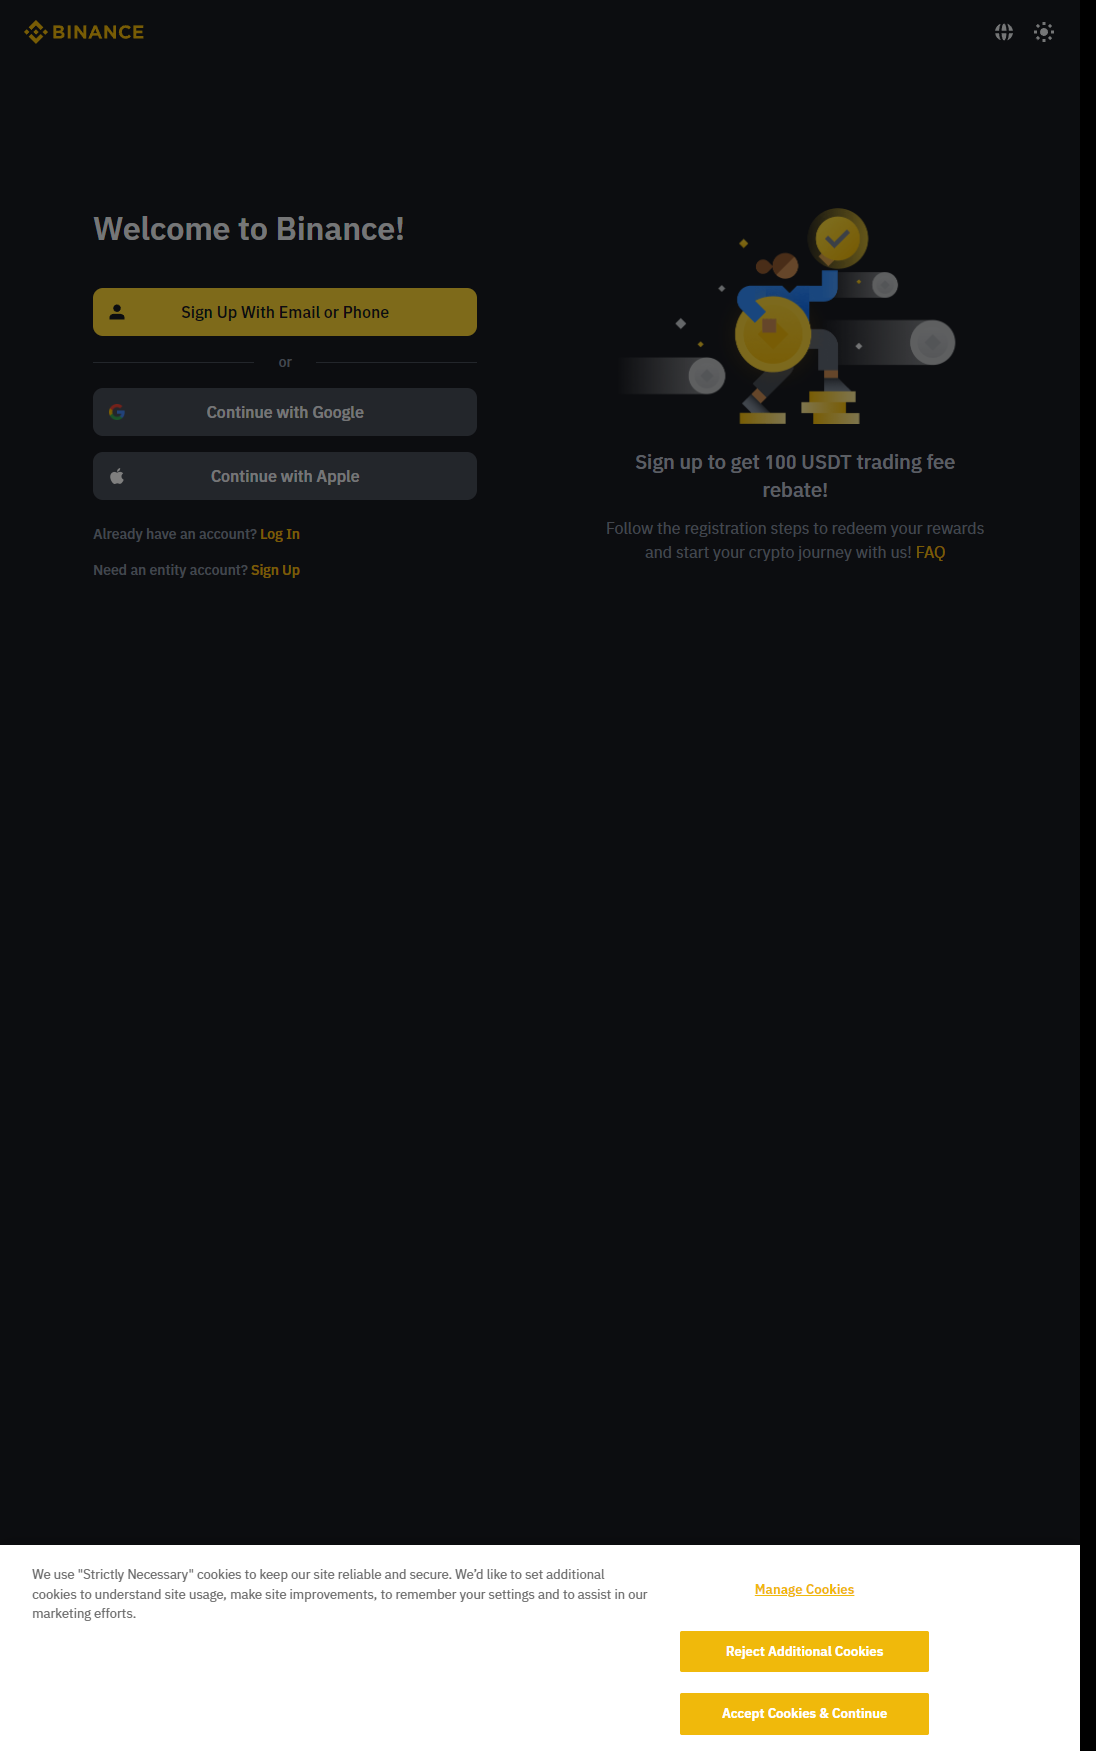 BINANCE
Welcome to Binance!
Sign Up With Email or Phone
or
Continue with Google
Continue with Apple
Already have an account? Log In
Need an entity account? Sign Up
Sign up to get 100 USDT trading fee
rebate!
Follow the registration steps to redeem your rewards
and start your crypto journey with us! FAQ
We use "Strictly Necessary" cookies to keep our site reliable and secure. We’d like to set additional
cookies to understand site usage, make site improvements, to remember your settings and to assist in our
marketing efforts.
Manage Cookies
Reject Additional Cookies
Accept Cookies & Continue